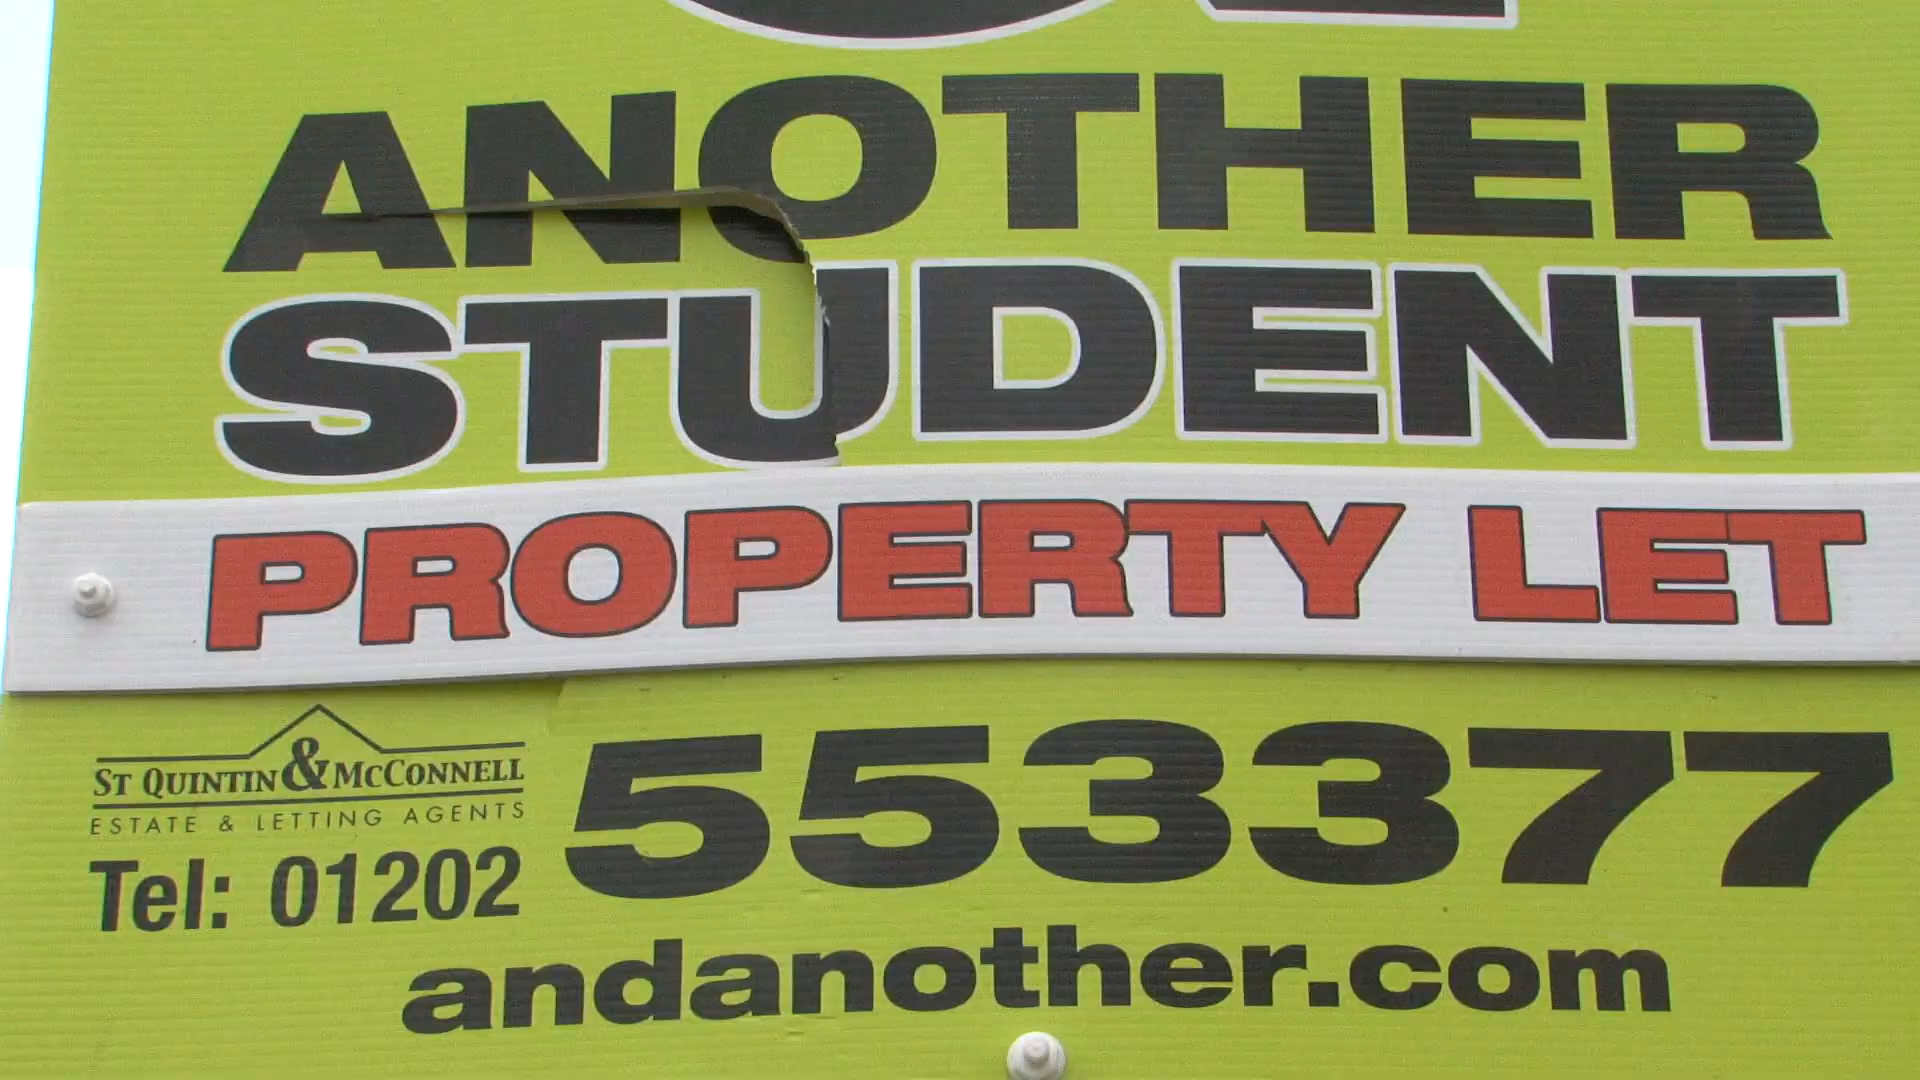 ANOTHER
STUDENT
PROPERTY LET
ST QUINTIN & MCCONNELL
ESTATE & LETTING AGENTS
Tel: 01202 553377
andanother.com